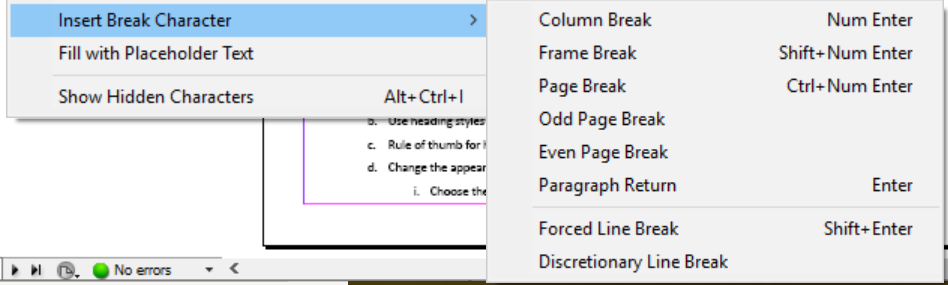 Insert Break Character >
Fill with Placeholder Text
Show Hidden Characters Alt+Ctrl+I
Column Break Num Enter
Frame Break Shift+Num Enter
Page Break Ctrl+Num Enter
Odd Page Break
Even Page Break
Paragraph Return Enter
Forced Line Break Shift+Enter
Discretionary Line Break
b. Use heading styles
c. Rule of thumb for
d. Change the appear
i. Choose the
No errors